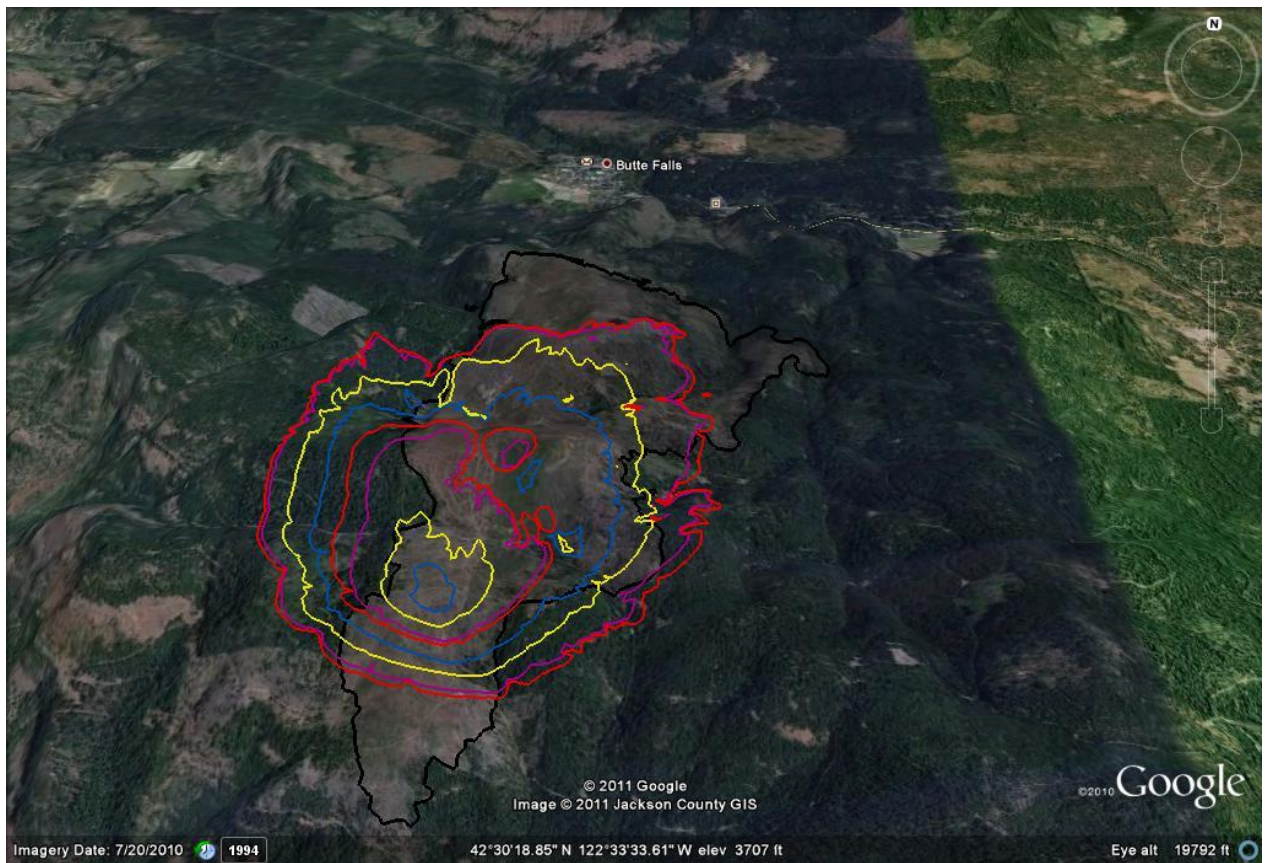 N
Butte Falls
© 2011 Google
Image © 2011 Jackson County GIS
©2010 Google
Imagery Date: 7/20/2010 1994 42°30'18.85" N 122°33'33.61" W elev 3707 ft Eye alt 19792 ft